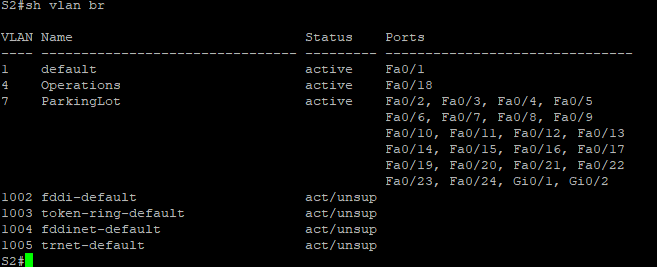 S2#sh vlan br
VLAN Name                             Status    Ports
---- -------------------------------- --------- -------------------------------
1    default                          active    Fa0/1
4    Operations                       active    Fa0/18
7    ParkingLot                       active    Fa0/2, Fa0/3, Fa0/4, Fa0/5
                                                Fa0/6, Fa0/7, Fa0/8, Fa0/9
                                                Fa0/10, Fa0/11, Fa0/12, Fa0/13
                                                Fa0/14, Fa0/15, Fa0/16, Fa0/17
                                                Fa0/19, Fa0/20, Fa0/21, Fa0/22
                                                Fa0/23, Fa0/24, Gi0/1, Gi0/2
1002 fddi-default                     act/unsup
1003 token-ring-default               act/unsup
1004 fddinet-default                  act/unsup
1005 trnet-default                    act/unsup
S2#